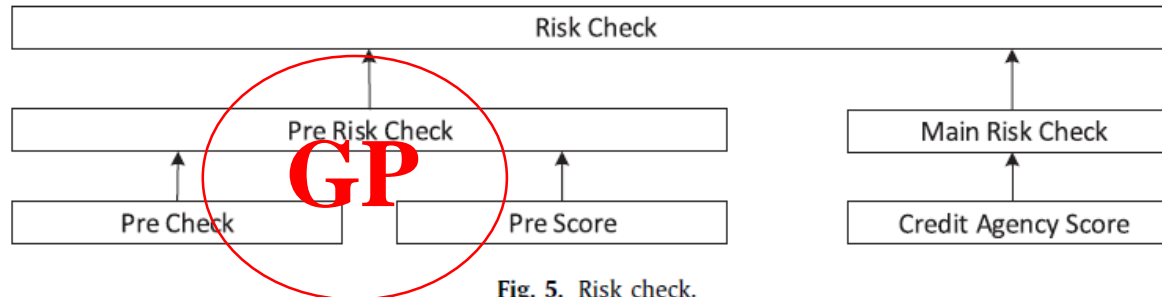 Risk Check
Pre Risk Check Main Risk Check
GP
Pre Check Pre Score Credit Agency Score
Fig. 5. Risk check.